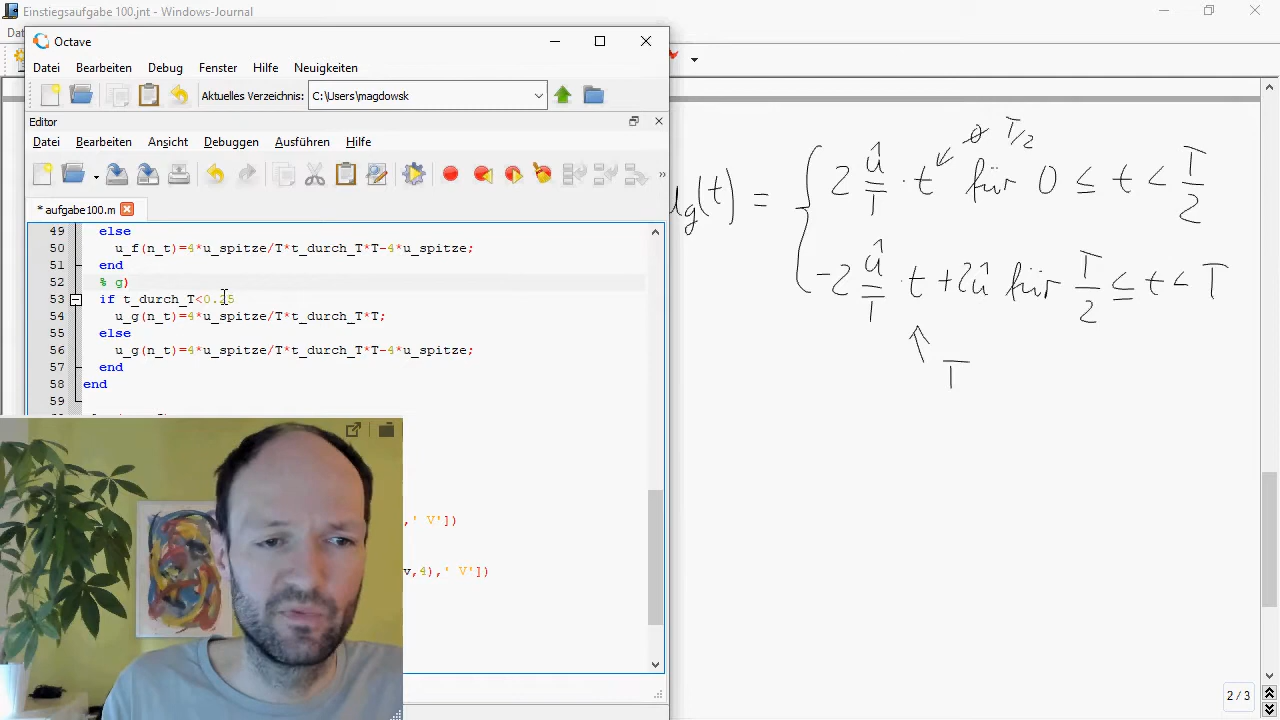 Einstiegsaufgabe 100.jnt - Windows-Journal
Octave
Datei Bearbeiten Debug Fenster Hilfe Neuigkeiten
Aktuelles Verzeichnis: C:\Users\magdowsk
Editor
Datei Bearbeiten Ansicht Debuggen Ausführen Hilfe
* aufgabe100.m
49 else
50 u_f(n_t)=4*u_spitze/T*t_durch_T*T-4*u_spitze;
51 end
52 % g)
53 if t_durch_T<0.25
54 u_g(n_t)=4*u_spitze/T*t_durch_T*T;
55 else
56 u_g(n_t)=4*u_spitze/T*t_durch_T*T-4*u_spitze;
57 end
58 end
59
,' V'])
v,4),' V'])
T/2
g(t) = { 2 û/T · t für 0 ≤ t < T/2
-2 û/T · t + 2û für T/2 ≤ t < T
T
2 / 3